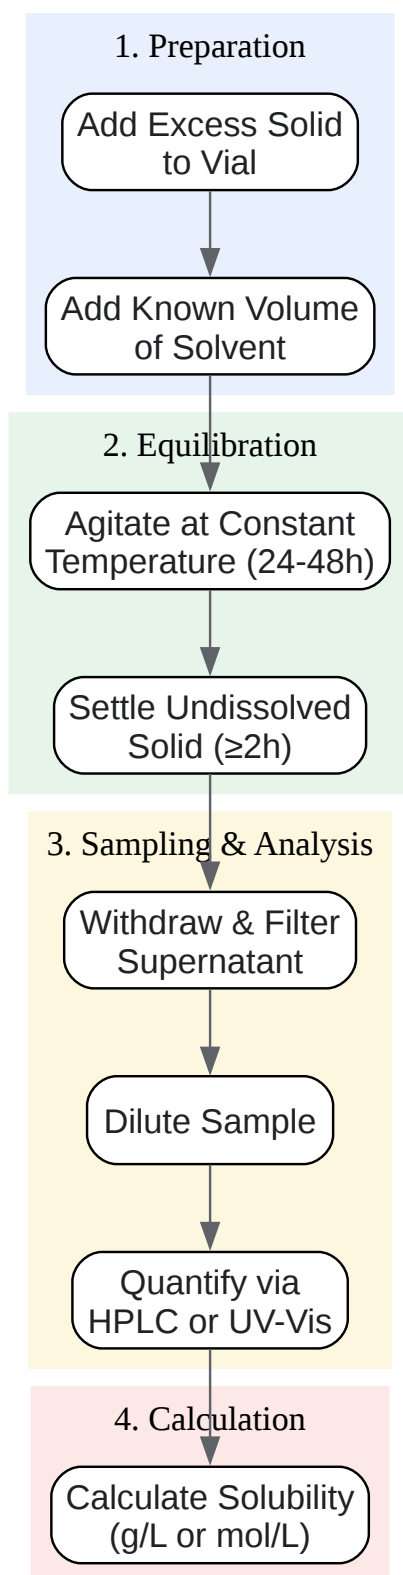 1. Preparation
Add Excess Solid
to Vial
Add Known Volume
of Solvent
2. Equilibration
Agitate at Constant
Temperature (24-48h)
Settle Undissolved
Solid (≥2h)
3. Sampling & Analysis
Withdraw & Filter
Supernatant
Dilute Sample
Quantify via
HPLC or UV-Vis
4. Calculation
Calculate Solubility
(g/L or mol/L)